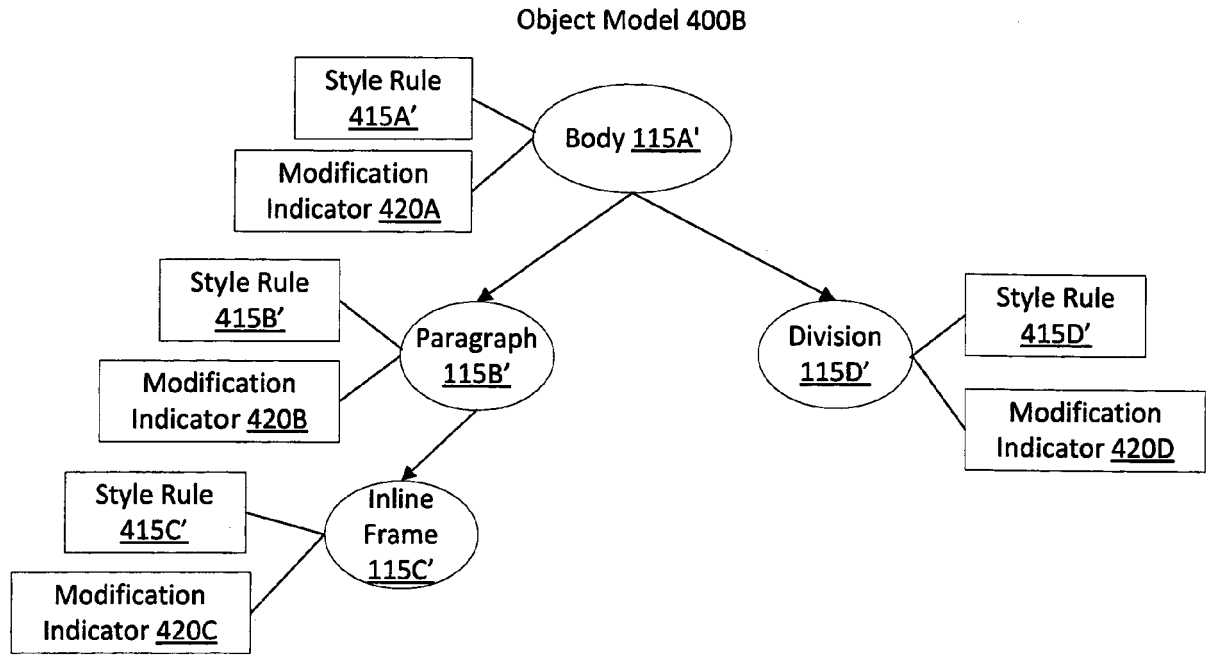 Object Model 400B
Style Rule
415A'
Body 115A'
Modification
Indicator 420A
Style Rule
415B'
Paragraph
115B'
Modification
Indicator 420B
Division
115D'
Style Rule
415D'
Modification
Indicator 420D
Style Rule
415C'
Inline
Frame
115C'
Modification
Indicator 420C